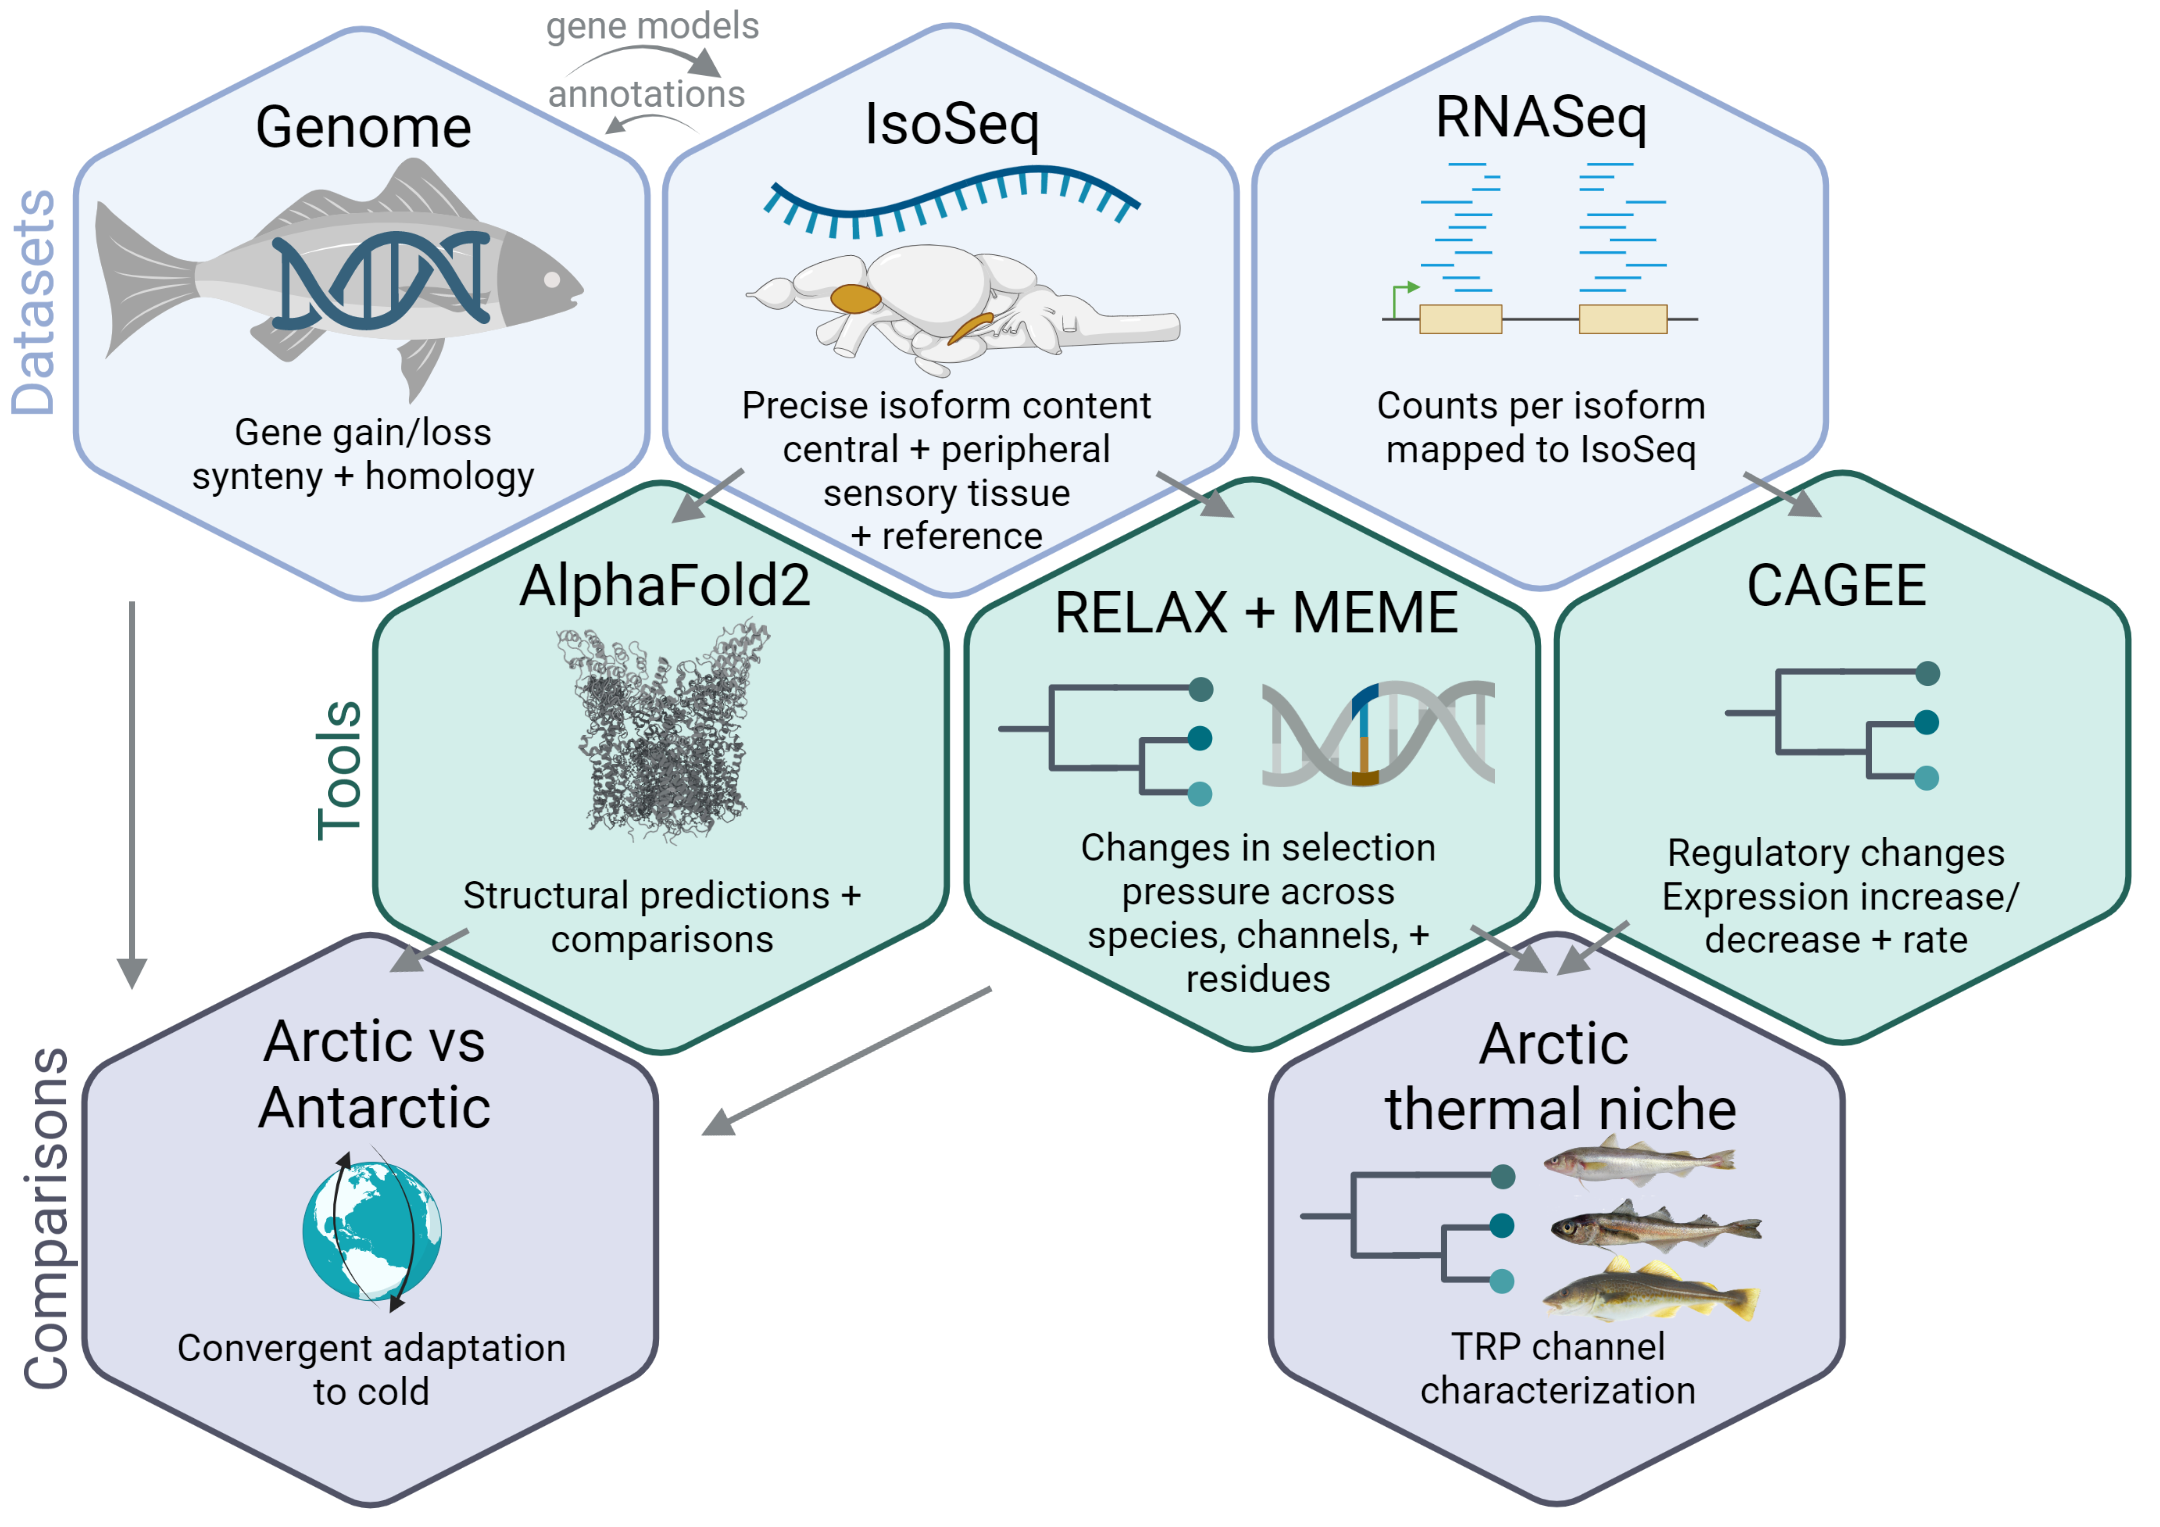 gene models
annotations
Datasets
Genome
Gene gain/loss
synteny + homology
IsoSeq
Precise isoform content
central + peripheral
sensory tissue
+ reference
RNASeq
Counts per isoform
mapped to IsoSeq
Tools
AlphaFold2
Structural predictions +
comparisons
RELAX + MEME
Changes in selection
pressure across
species, channels, +
residues
CAGEE
Regulatory changes
Expression increase/
decrease + rate
Comparisons
Arctic vs
Antarctic
Convergent adaptation
to cold
Arctic
thermal niche
TRP channel
characterization